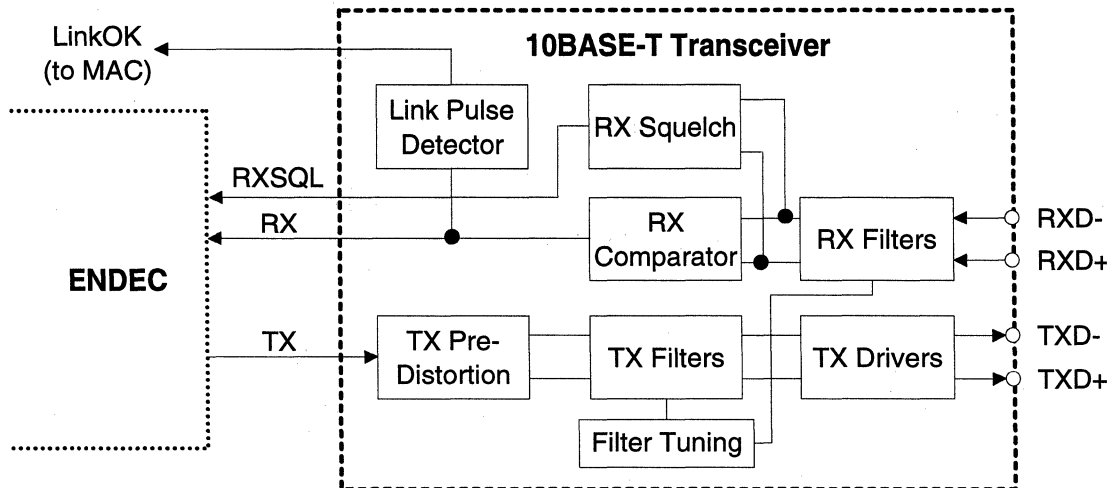 LinkOK
(to MAC)
10BASE-T Transceiver
Link Pulse
Detector
RX Squelch
RXSQL
RX
RX
Comparator
RX Filters
RXD-
RXD+
ENDEC
TX
TX Pre-
Distortion
TX Filters
TX Drivers
TXD-
TXD+
Filter Tuning